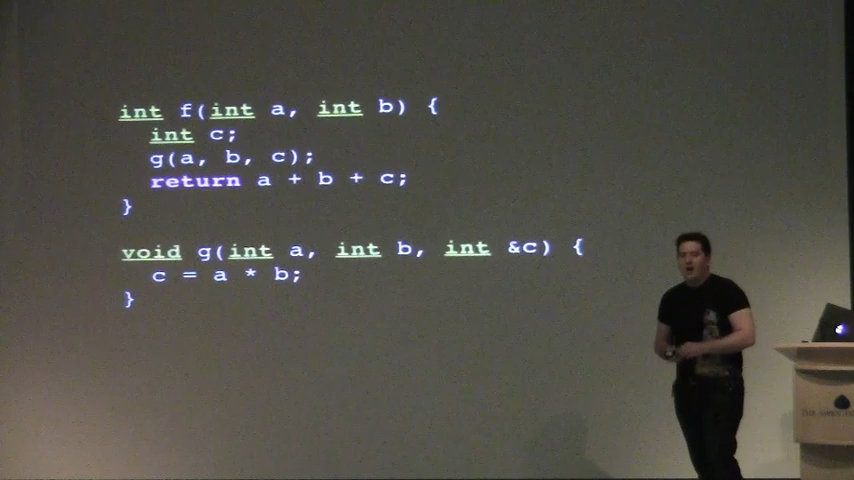 int f(int a, int b) {
int c;
g(a, b, c);
return a + b + c;
}
void g(int a, int b, int &c) {
c = a * b;
}